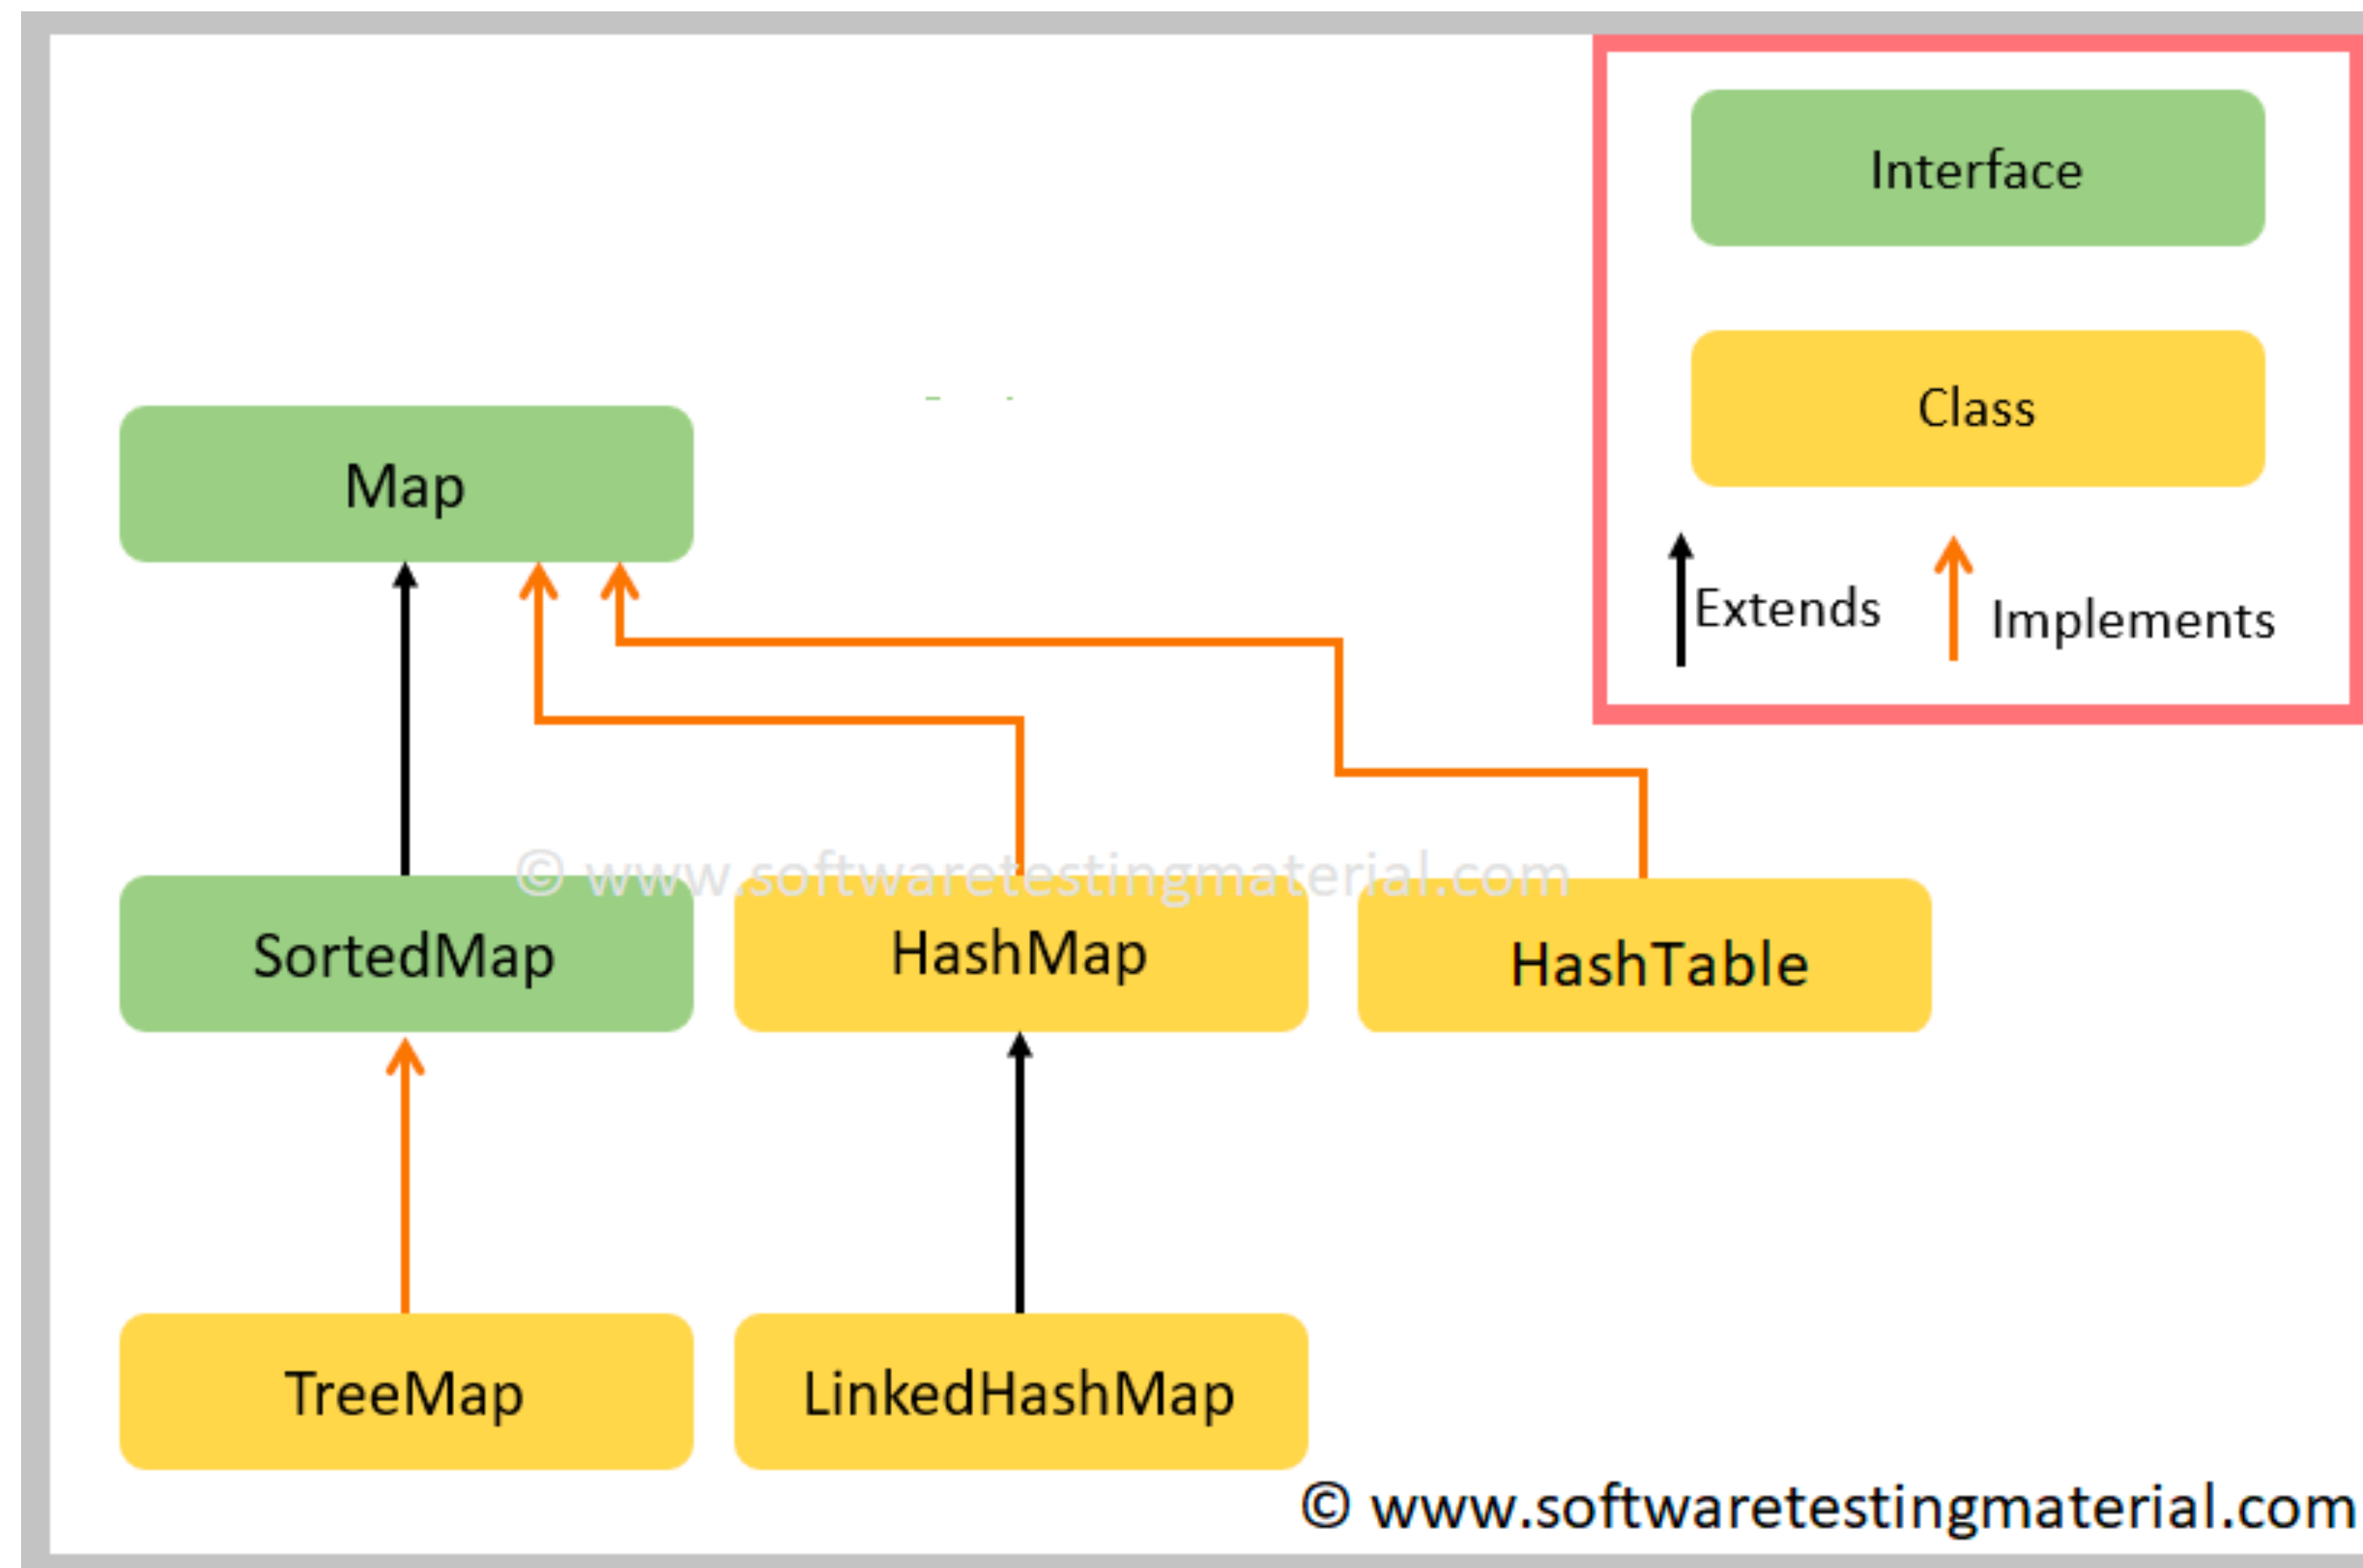 Interface
Class
Map
Extends
Implements
© www.softwaretestingmaterial.com
SortedMap
HashMap
HashTable
TreeMap
LinkedHashMap
© www.softwaretestingmaterial.com